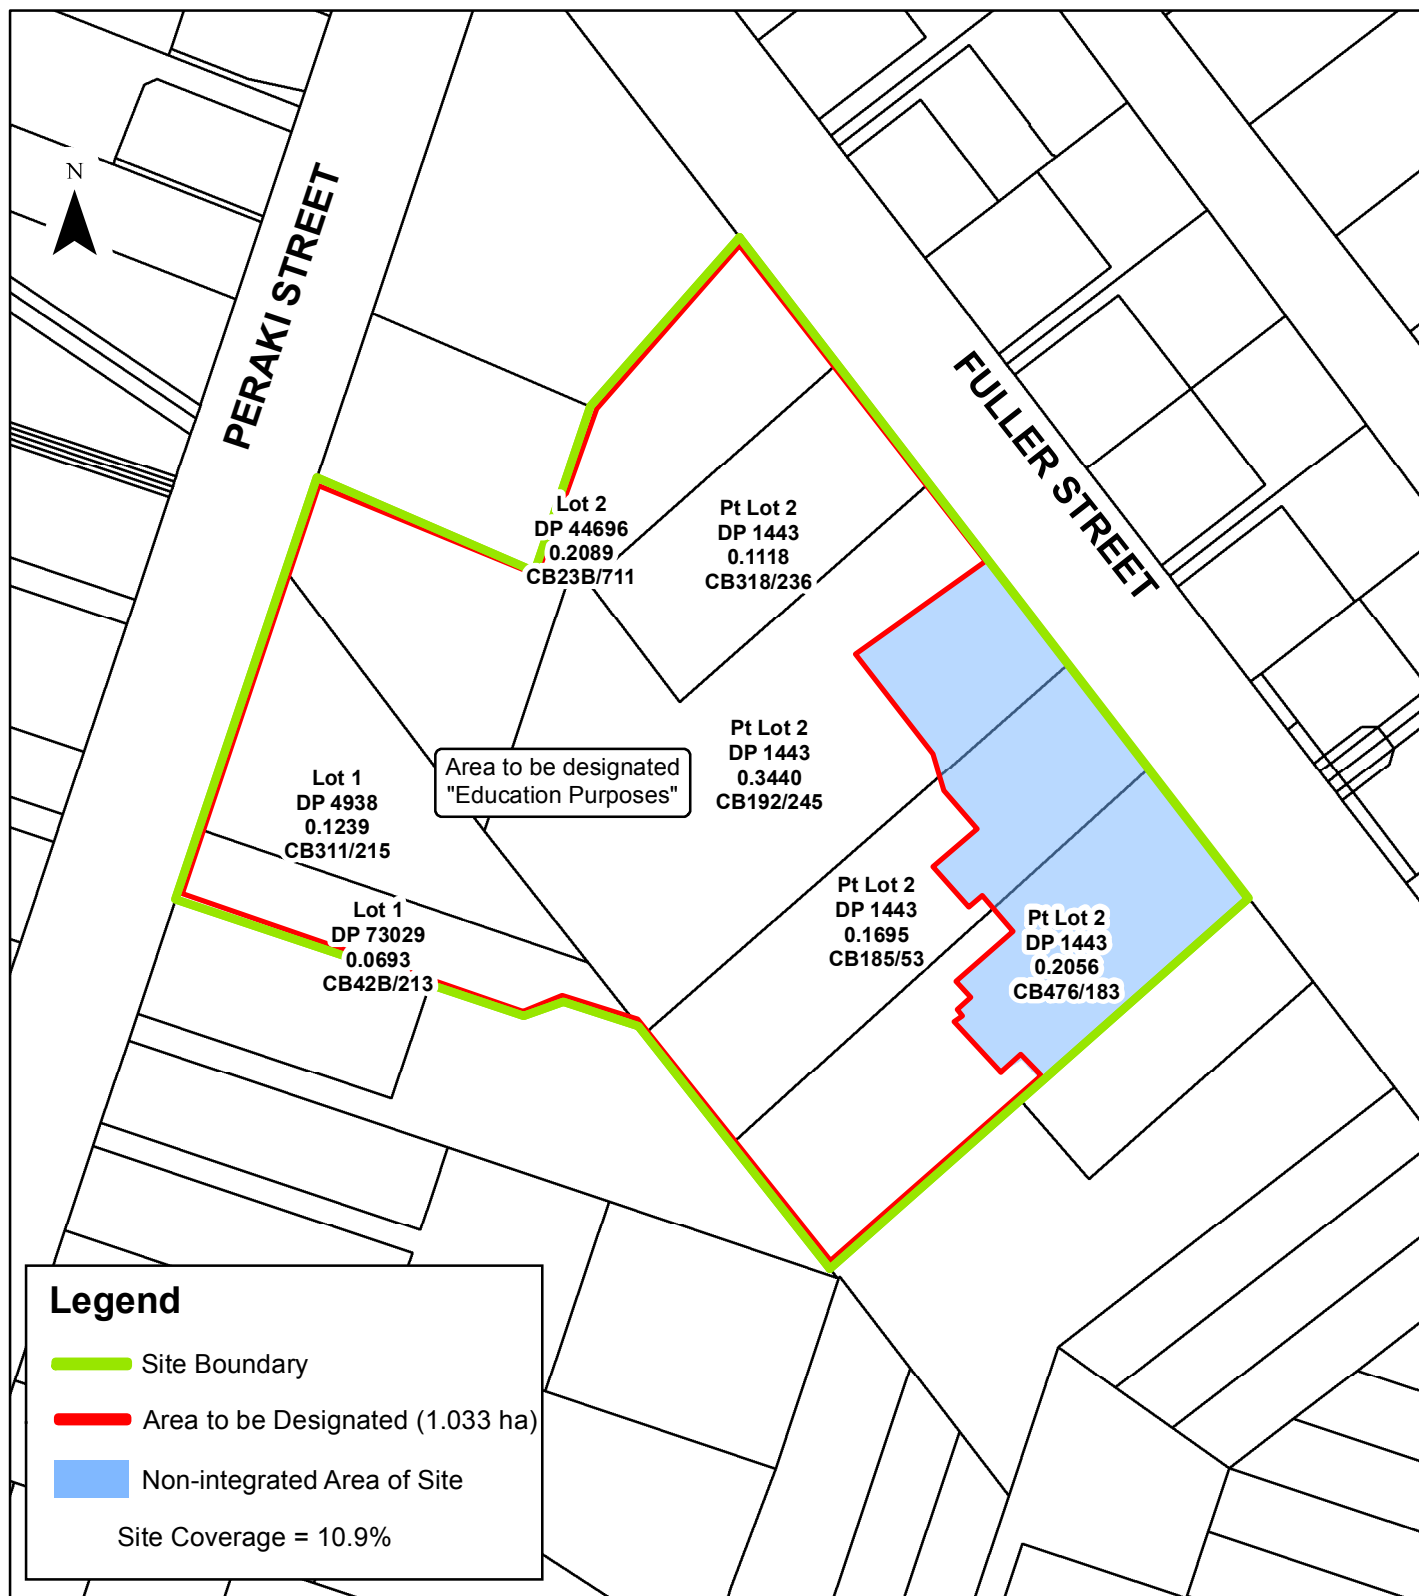 N
PERAKI STREET
FULLER STREET
Lot 2
DP 44696
0.2089
CB23B/711
Pt Lot 2
DP 1443
0.1118
CB318/236
Pt Lot 2
DP 1443
0.3440
CB192/245
Area to be designated
"Education Purposes"
Lot 1
DP 4938
0.1239
CB311/215
Pt Lot 2
DP 1443
0.1695
CB185/53
Lot 1
DP 73029
0.0693
CB42B/213
Pt Lot 2
DP 1443
0.2056
CB476/183
Legend
Site Boundary
Area to be Designated (1.033 ha)
Non-integrated Area of Site
Site Coverage = 10.9%